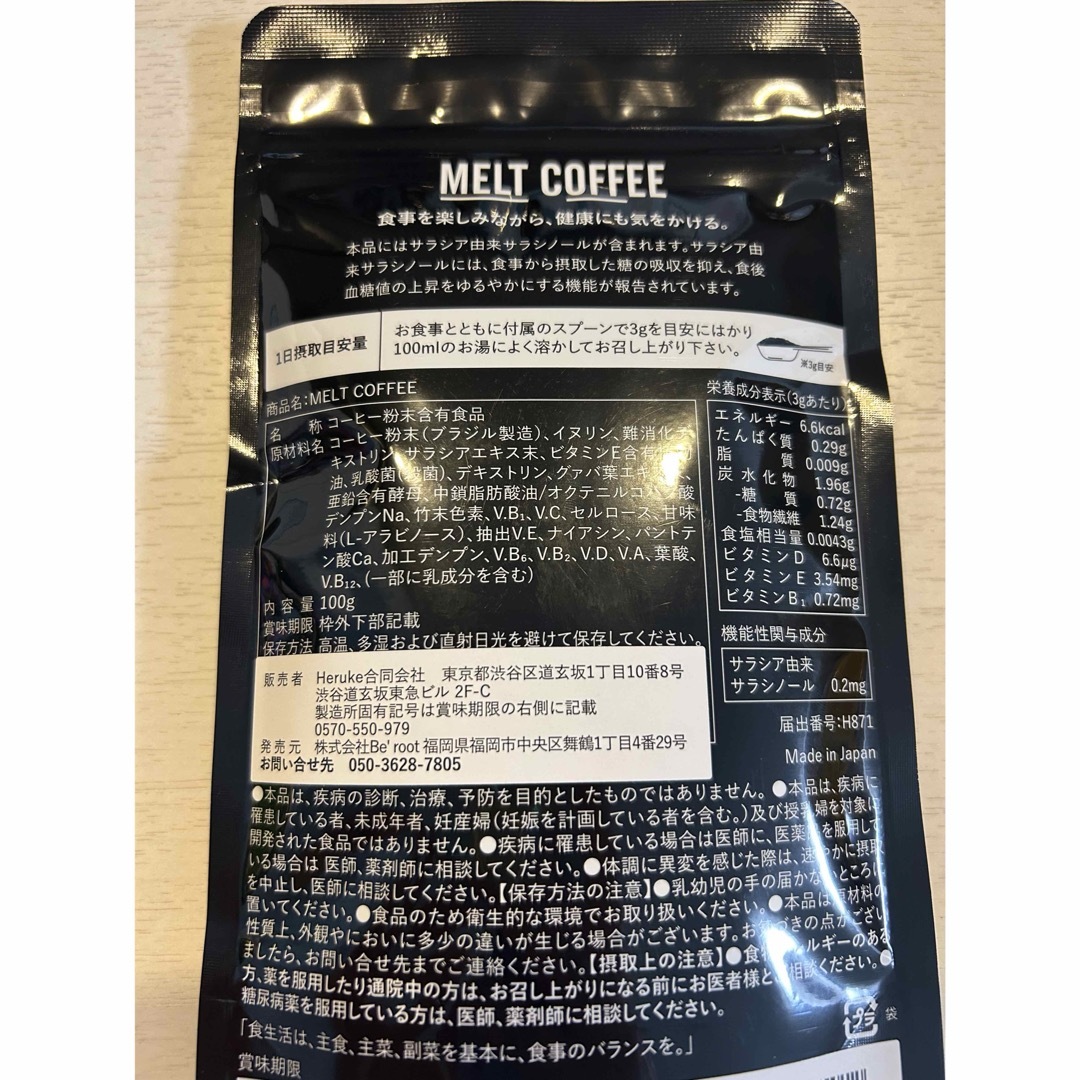 MELT COFFEE
食事を楽しみながら、健康にも気をかける。
本品にはサラシア由来サラシノールが含まれます。サラシア由
来サラシノールには、食事から摂取した糖の吸収を抑え、食後
血糖値の上昇をゆるやかにする機能が報告されています。
1日摂取目安量
お食事とともに付属のスプーンで3gを目安にはかり
100mlのお湯によく溶かしてお召し上がり下さい。
※3g目安
商品名:MELT COFFEE
名 称 コーヒー粉末含有食品
原材料名 コーヒー粉末(ブラジル製造)、イヌリン、難消化デ
キストリン、サラシアエキス末、ビタミンE含有
油、乳酸菌(殺菌)、デキストリン、グァバ葉エキ
亜鉛含有酵母、中鎖脂肪酸油/オクテニルコハク酸
デンプンNa、竹末色素、V.B₁、V.C、セルロース、甘味
料(L-アラビノース)、抽出V.E、ナイアシン、パントテ
ン酸Ca、加工デンプン、V.B₆、V.B₂、V.D、V.A、葉酸、
V.B₁₂、(一部に乳成分を含む)
内容量 100g
賞味期限 枠外下部記載
保存方法 高温、多湿および直射日光を避けて保存してください。
販売者 Heruke合同会社 東京都渋谷区道玄坂1丁目10番8号
渋谷道玄坂東急ビル 2F-C
製造所固有記号は賞味期限の右側に記載
0570-550-979
発売元 株式会社Be' root 福岡県福岡市中央区舞鶴1丁目4番29号
お問い合せ先 050-3628-7805
栄養成分表示(3gあたり)
エネルギー 6.6kcal
たんぱく質 0.29g
脂質 0.009g
炭水化物 1.96g
-糖質 0.72g
-食物繊維 1.24g
食塩相当量 0.0043g
ビタミンD 6.6μg
ビタミンE 3.54mg
ビタミンB₁ 0.72mg
機能性関与成分
サラシア由来
サラシノール 0.2mg
届出番号:H871
Made in Japan
●本品は、疾病の診断、治療、予防を目的としたものではありません。●本品は、疾病に
罹患している者、未成年者、妊産婦(妊娠を計画している者を含む。)及び授乳婦を対象に
開発された食品ではありません。●疾病に罹患している場合は医師に、医薬品を服用して
いる場合は医師、薬剤師に相談してください。●体調に異変を感じた際は、速やかに摂取
を中止し、医師に相談してください。【保存方法の注意】●乳幼児の手の届かないところに
置いてください。●食品のため衛生的な環境でお取り扱いください。●本品は原材料の
性質上、外観やにおいに多少の違いが生じる場合がございます。お気づきの点がござい
ましたら、お問い合せ先までご連絡ください。【摂取上の注意】●食物アレルギーのある
方、薬を服用したり通院中の方は、お召し上がりになる前にお医者様とご相談ください。●
糖尿病薬を服用している方は、医師、薬剤師に相談してください。
「食生活は、主食、主菜、副菜を基本に、食事のバランスを。」
プラ 袋
賞味期限